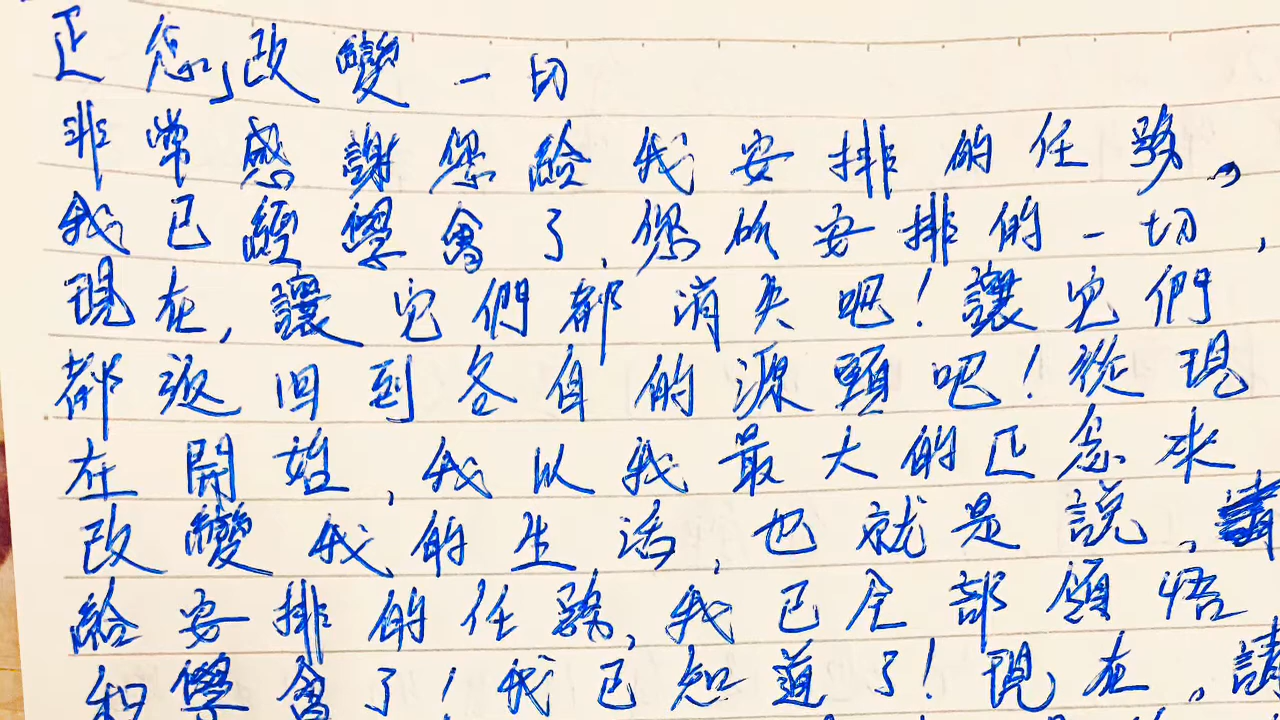 正念」改變一切
非常感謝您給我安排的任務,
我已經學會了,您所安排的一切,
現在,讓它們都消失吧!讓它們
都返回到各自的源頭吧!從現
在開始,我以我最大的正念來
改變我的生活,也就是說,請
給安排的任務,我已全部領悟
和學會了!我已知道了!現在,請